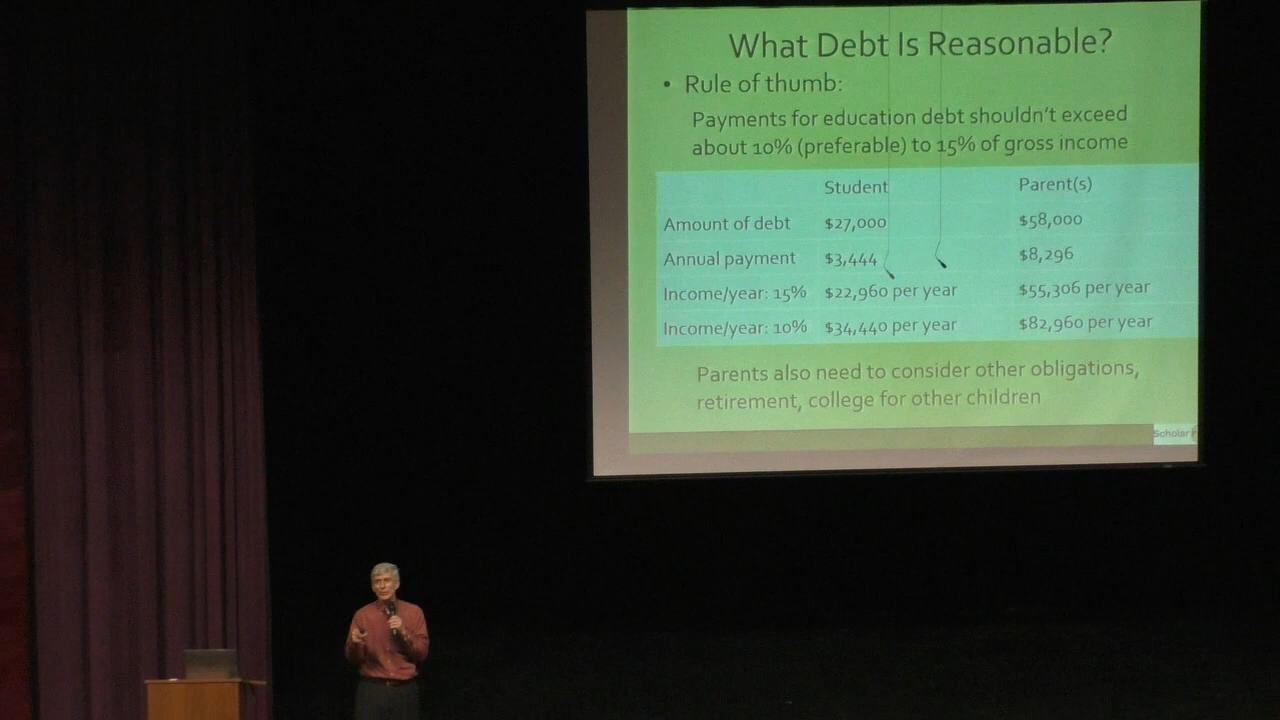 What Debt Is Reasonable?
• Rule of thumb:
Payments for education debt shouldn't exceed
about 10% (preferable) to 15% of gross income
Student Parent(s)
Amount of debt $27,000 $58,000
Annual payment $3,444 $8,296
Income/year: 15% $22,960 per year $55,306 per year
Income/year: 10% $34,440 per year $82,960 per year
Parents also need to consider other obligations,
retirement, college for other children
Scholar